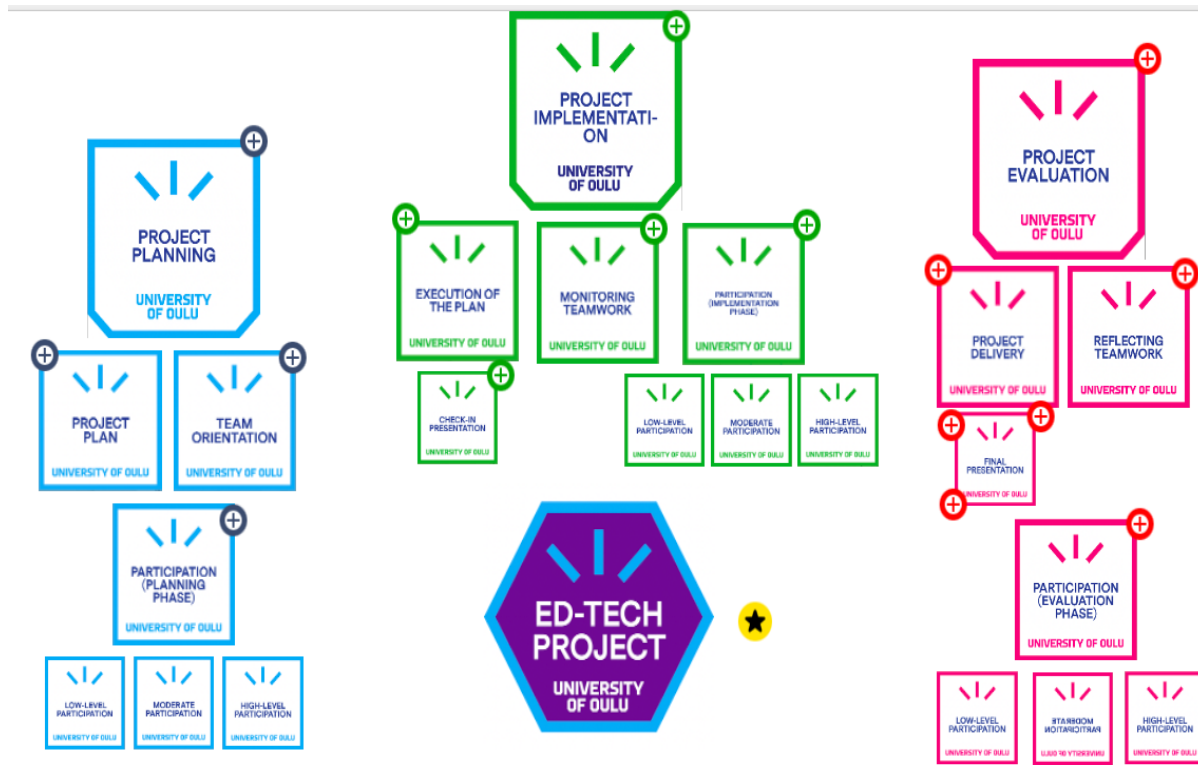 PROJECT
PLANNING
UNIVERSITY
OF OULU
PROJECT
PLAN
UNIVERSITY OF OULU
TEAM
ORIENTATION
UNIVERSITY OF OULU
PARTICIPATION
(PLANNING
PHASE)
UNIVERSITY OF OULU
LOW-LEVEL
PARTICIPATION
UNIVERSITY OF OULU
MODERATE
PARTICIPATION
UNIVERSITY OF OULU
HIGH-LEVEL
PARTICIPATION
UNIVERSITY OF OULU
PROJECT
IMPLEMENTATI-
ON
UNIVERSITY
OF OULU
EXECUTION OF
THE PLAN
UNIVERSITY OF OULU
MONITORING
TEAMWORK
UNIVERSITY OF OULU
PARTICIPATION
(IMPLEMENTATION
PHASE)
UNIVERSITY OF OULU
CHECK-IN
PRESENTATION
UNIVERSITY OF OULU
LOW-LEVEL
PARTICIPATION
UNIVERSITY OF OULU
MODERATE
PARTICIPATION
UNIVERSITY OF OULU
HIGH-LEVEL
PARTICIPATION
UNIVERSITY OF OULU
ED-TECH
PROJECT
UNIVERSITY
OF OULU
PROJECT
EVALUATION
UNIVERSITY
OF OULU
PROJECT
DELIVERY
UNIVERSITY OF OULU
REFLECTING
TEAMWORK
UNIVERSITY OF OULU
FINAL
PRESENTATION
UNIVERSITY OF OULU
PARTICIPATION
(EVALUATION
PHASE)
UNIVERSITY OF OULU
LOW-LEVEL
PARTICIPATION
UNIVERSITY OF OULU
MODERATE
PARTICIPATION
UNIVERSITY OF OULU
HIGH-LEVEL
PARTICIPATION
UNIVERSITY OF OULU